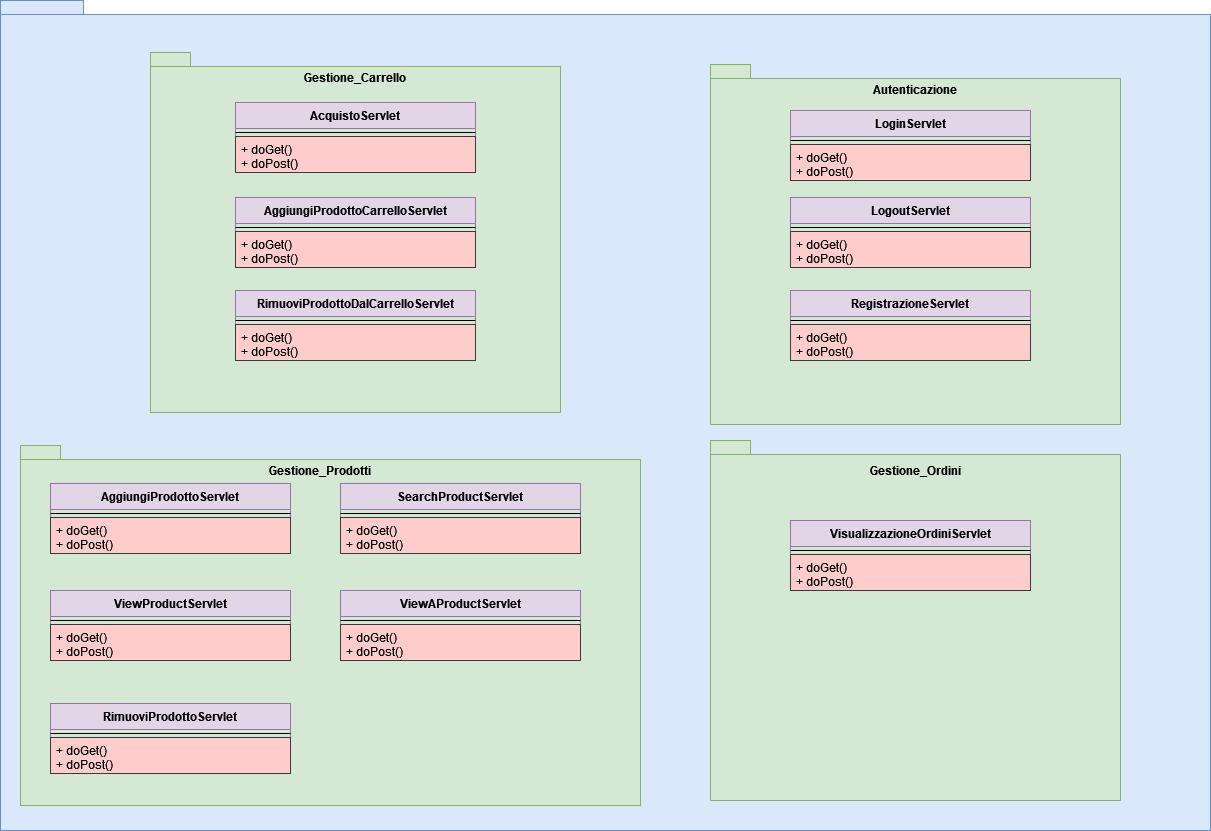 Gestione_Carrello
AcquistoServlet
+ doGet()
+ doPost()
AggiungiProdottoCarrelloServlet
+ doGet()
+ doPost()
RimuoviProdottoDalCarrelloServlet
+ doGet()
+ doPost()
Autenticazione
LoginServlet
+ doGet()
+ doPost()
LogoutServlet
+ doGet()
+ doPost()
RegistrazioneServlet
+ doGet()
+ doPost()
Gestione_Prodotti
AggiungiProdottoServlet
+ doGet()
+ doPost()
SearchProductServlet
+ doGet()
+ doPost()
ViewProductServlet
+ doGet()
+ doPost()
ViewAProductServlet
+ doGet()
+ doPost()
RimuoviProdottoServlet
+ doGet()
+ doPost()
Gestione_Ordini
VisualizzazioneOrdiniServlet
+ doGet()
+ doPost()